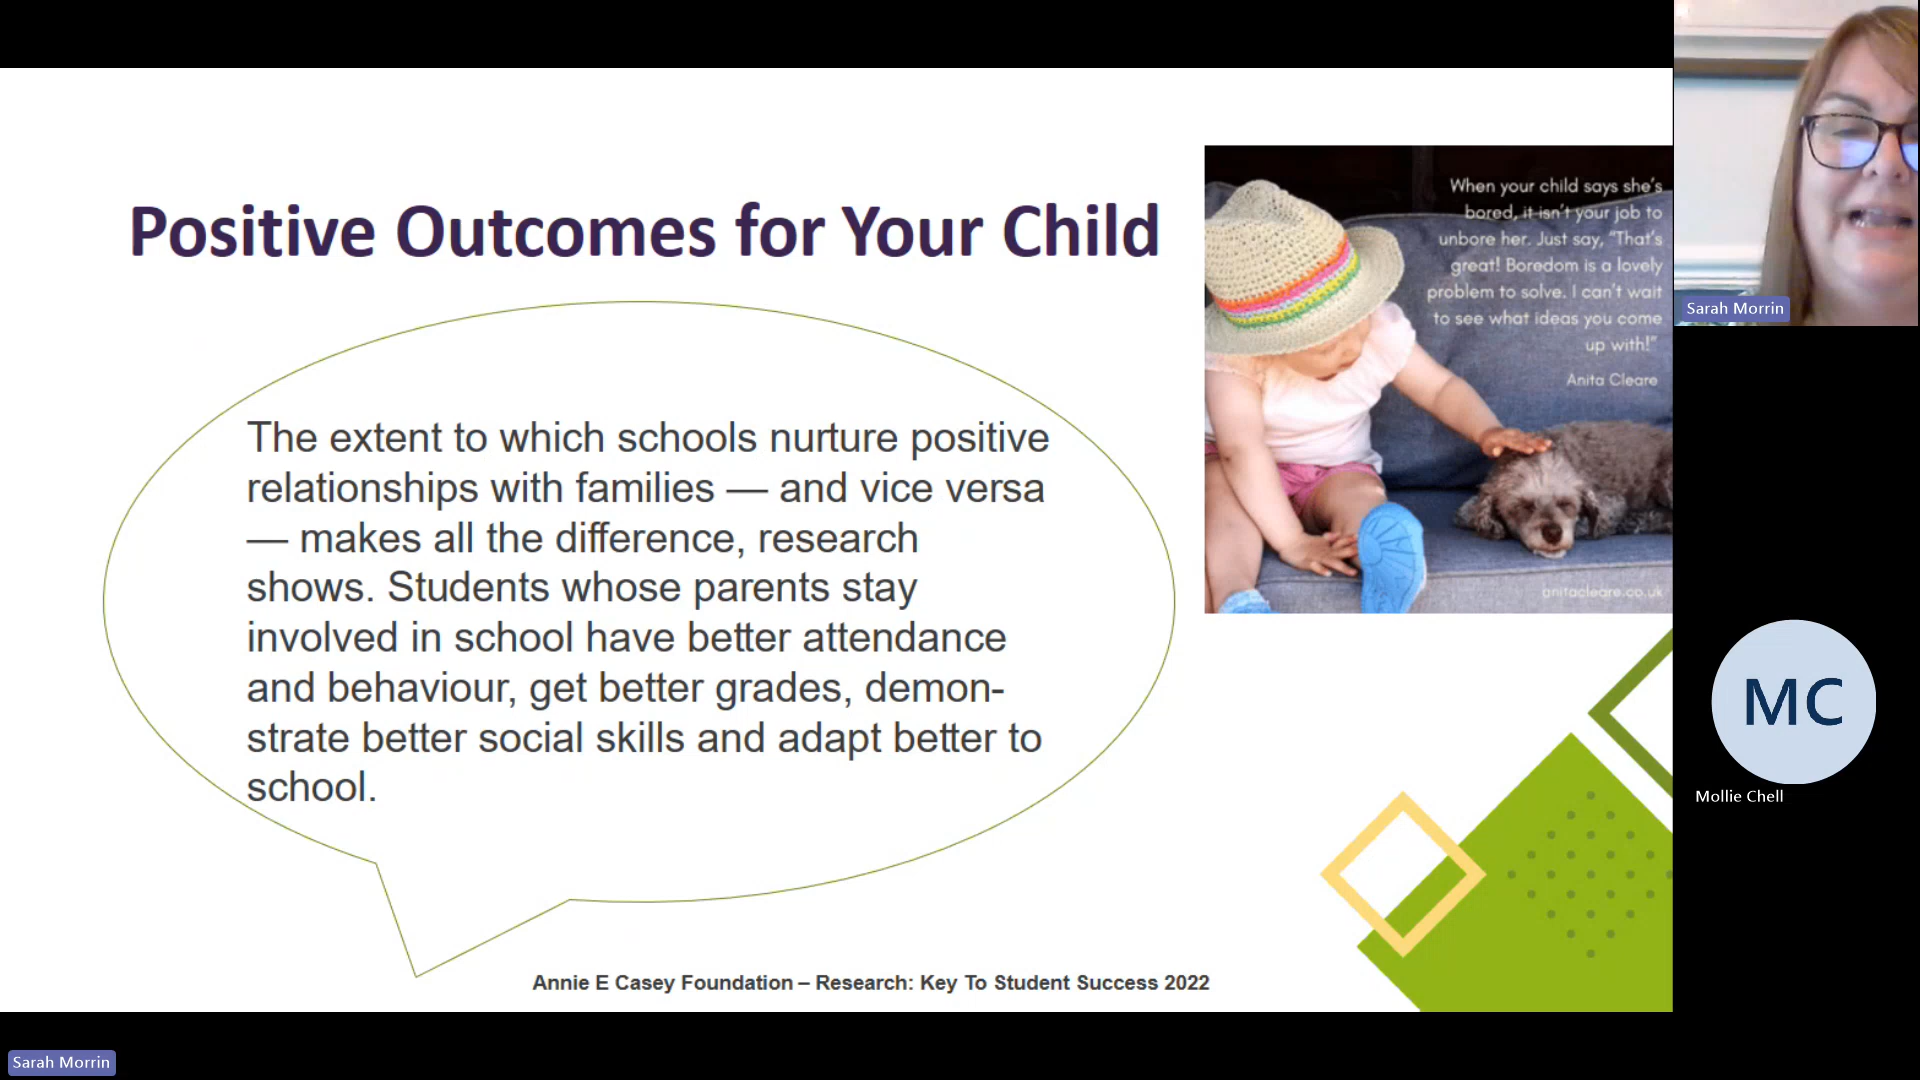 Positive Outcomes for Your Child
The extent to which schools nurture positive
relationships with families — and vice versa
— makes all the difference, research
shows. Students whose parents stay
involved in school have better attendance
and behaviour, get better grades, demon-
strate better social skills and adapt better to
school.
Annie E Casey Foundation – Research: Key To Student Success 2022
When your child says she's
bored, it isn't your job to
unbore her. Just say, "That's
great! Boredom is a lovely
problem to solve. I can't wait
to see what ideas you come
up with!"
Anita Cleare
anitacleare.co.uk
Sarah Morrin
MC
Mollie Chell
Sarah Morrin